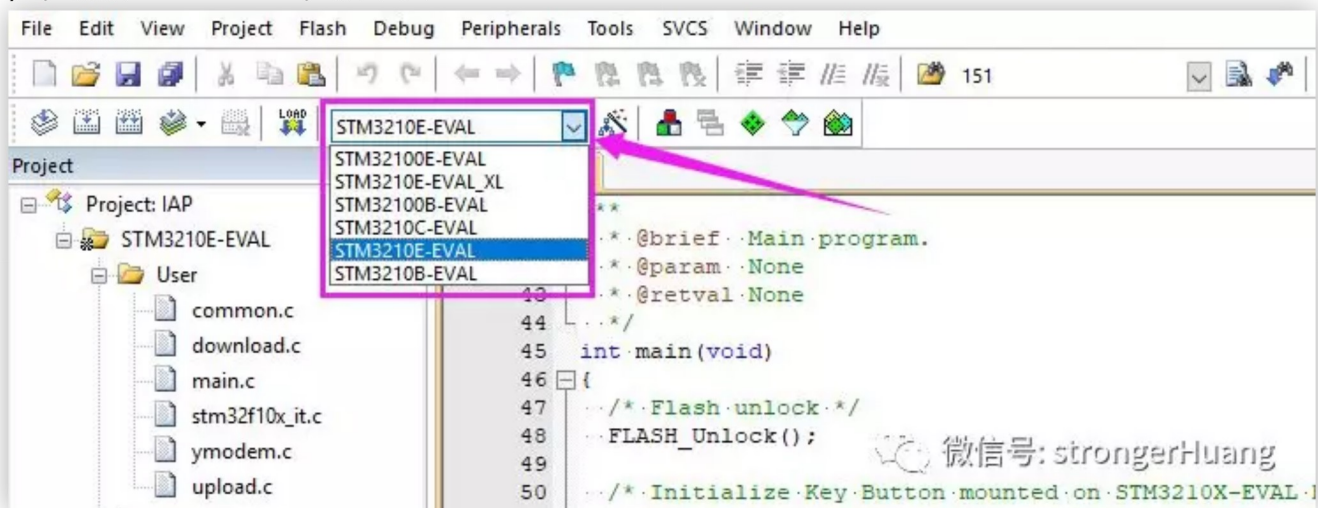 File Edit View Project Flash Debug Peripherals Tools SVCS Window Help
151
LOAD STM3210E-EVAL
Project
STM32100E-EVAL
STM3210E-EVAL_XL
STM32100B-EVAL
STM3210C-EVAL
STM3210E-EVAL
STM3210B-EVAL
Project: IAP
STM3210E-EVAL
User
common.c
download.c
main.c
stm32f10x_it.c
ymodem.c
upload.c
**
* @brief Main program.
* @param None
43 * @retval None
44 */
45 int main(void)
46 {
47 /* Flash unlock */
48 FLASH_Unlock();
49
50 /* Initialize Key Button mounted on STM3210X-EVAL
微信号: strongerHuang